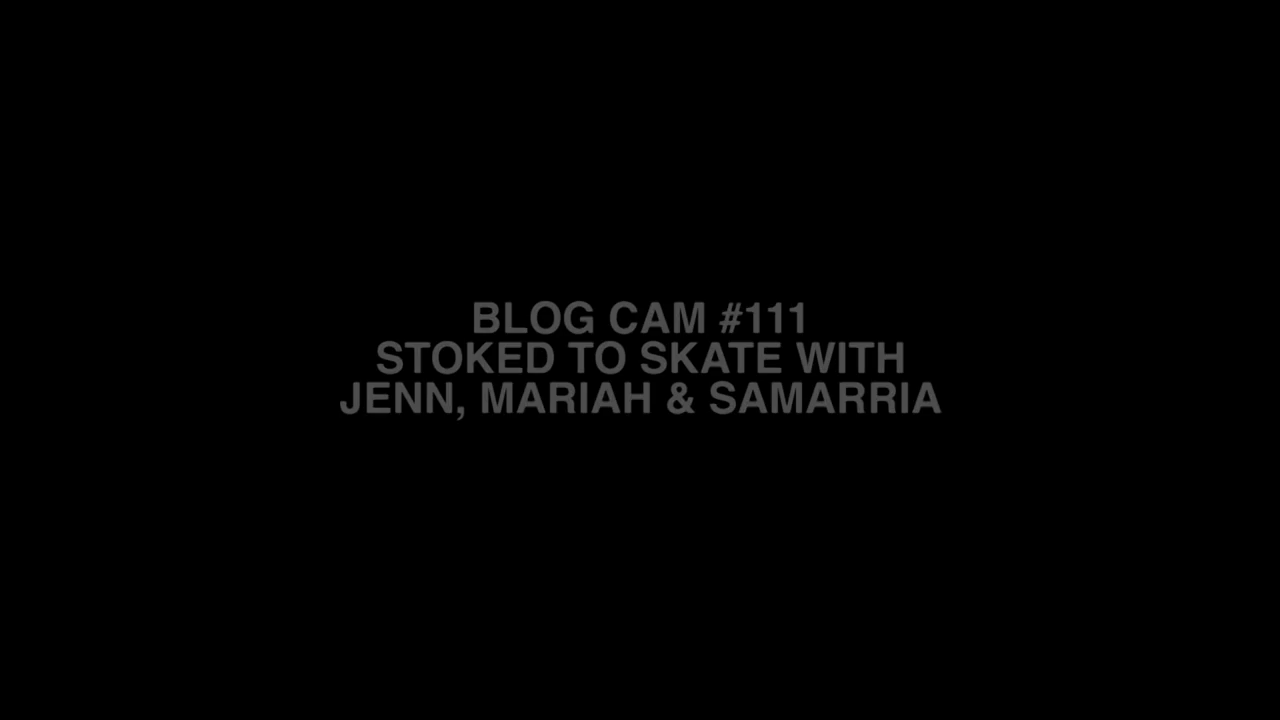 BLOG CAM #111
STOKED TO SKATE WITH
JENN, MARIAH & SAMARRIA